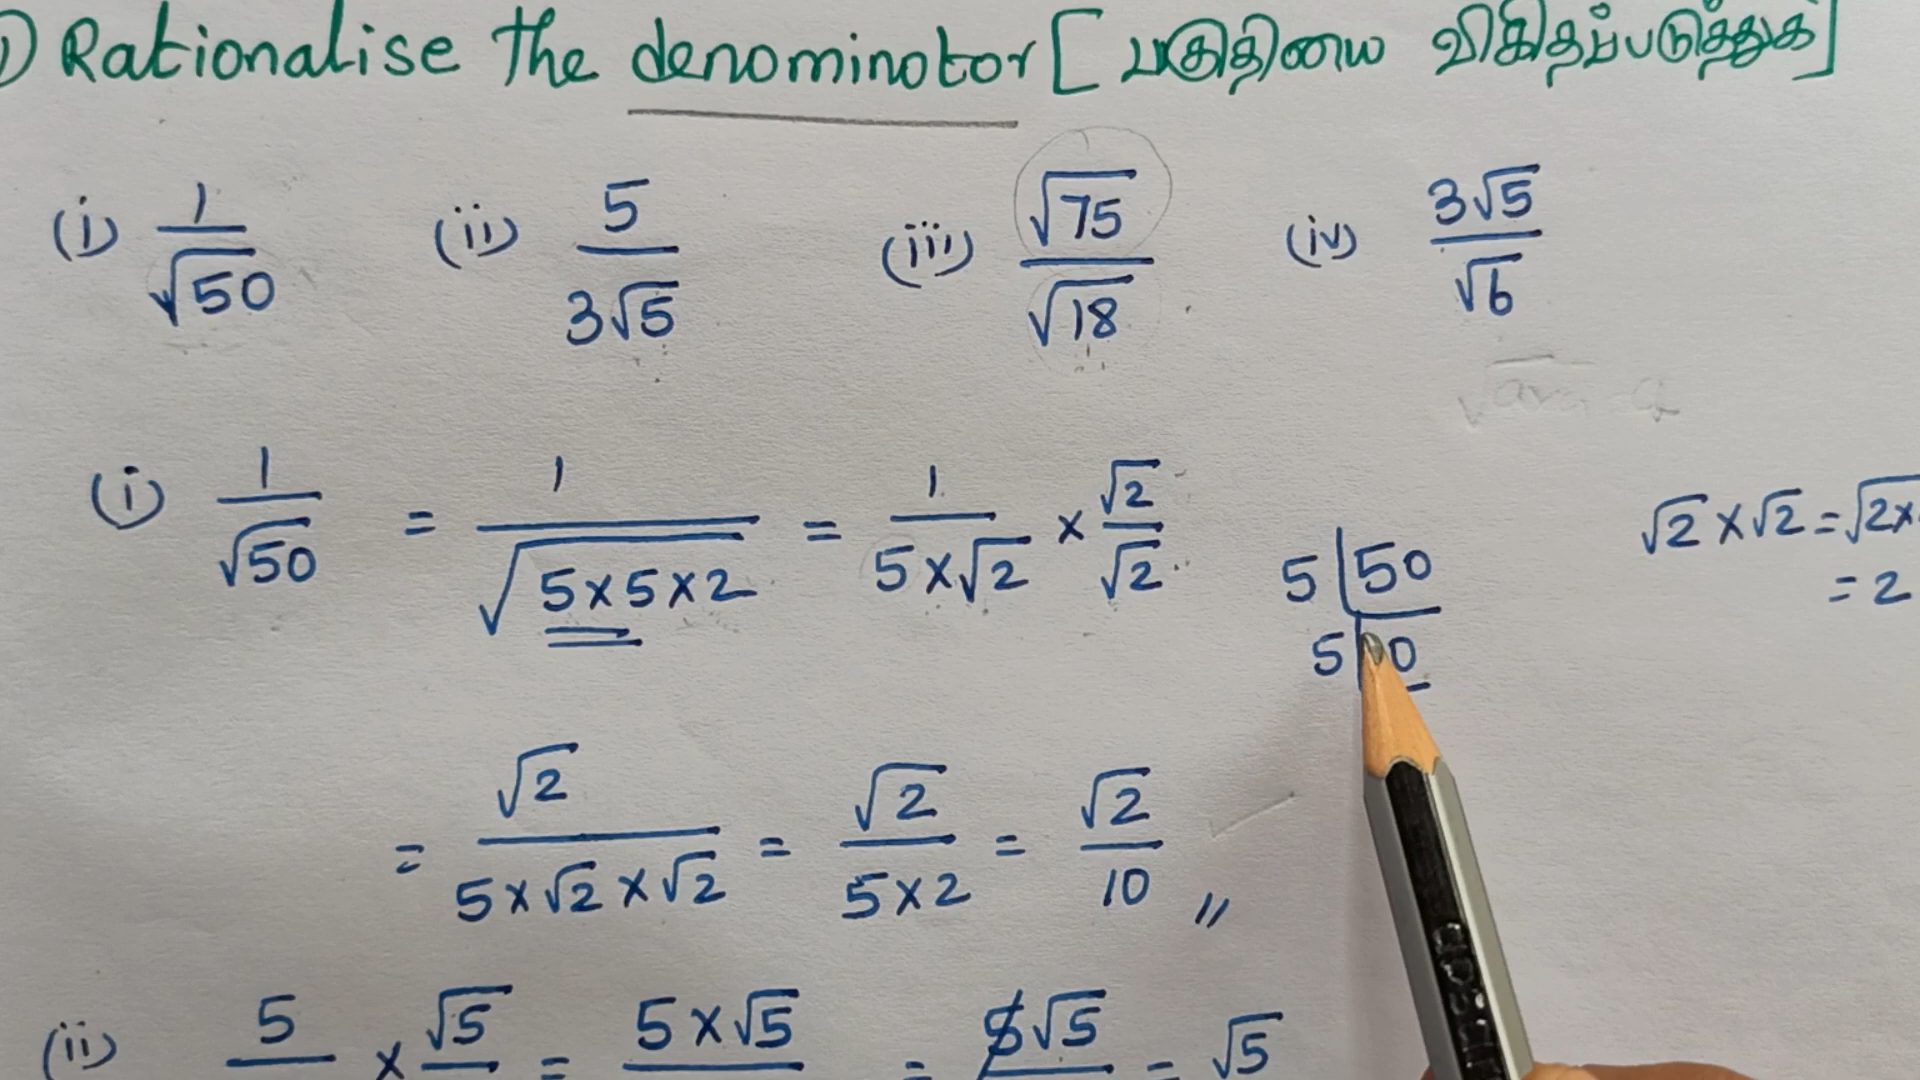 1) Rationalise the denominator [பகுதியை விகிதப்படுத்துக]
(i) 1/√50 (ii) 5/3√5 (iii) √75/√18 (iv) 3√5/√6
(i) 1/√50 = 1/√(5×5×2) = 1/(5×√2) × √2/√2
5 | 50
5 | 10
√2 × √2 = √2×
= 2
= √2/(5×√2×√2) = √2/(5×2) = √2/10 //
(ii) 5 × √5 = 5×√5 = 5√5 = √5